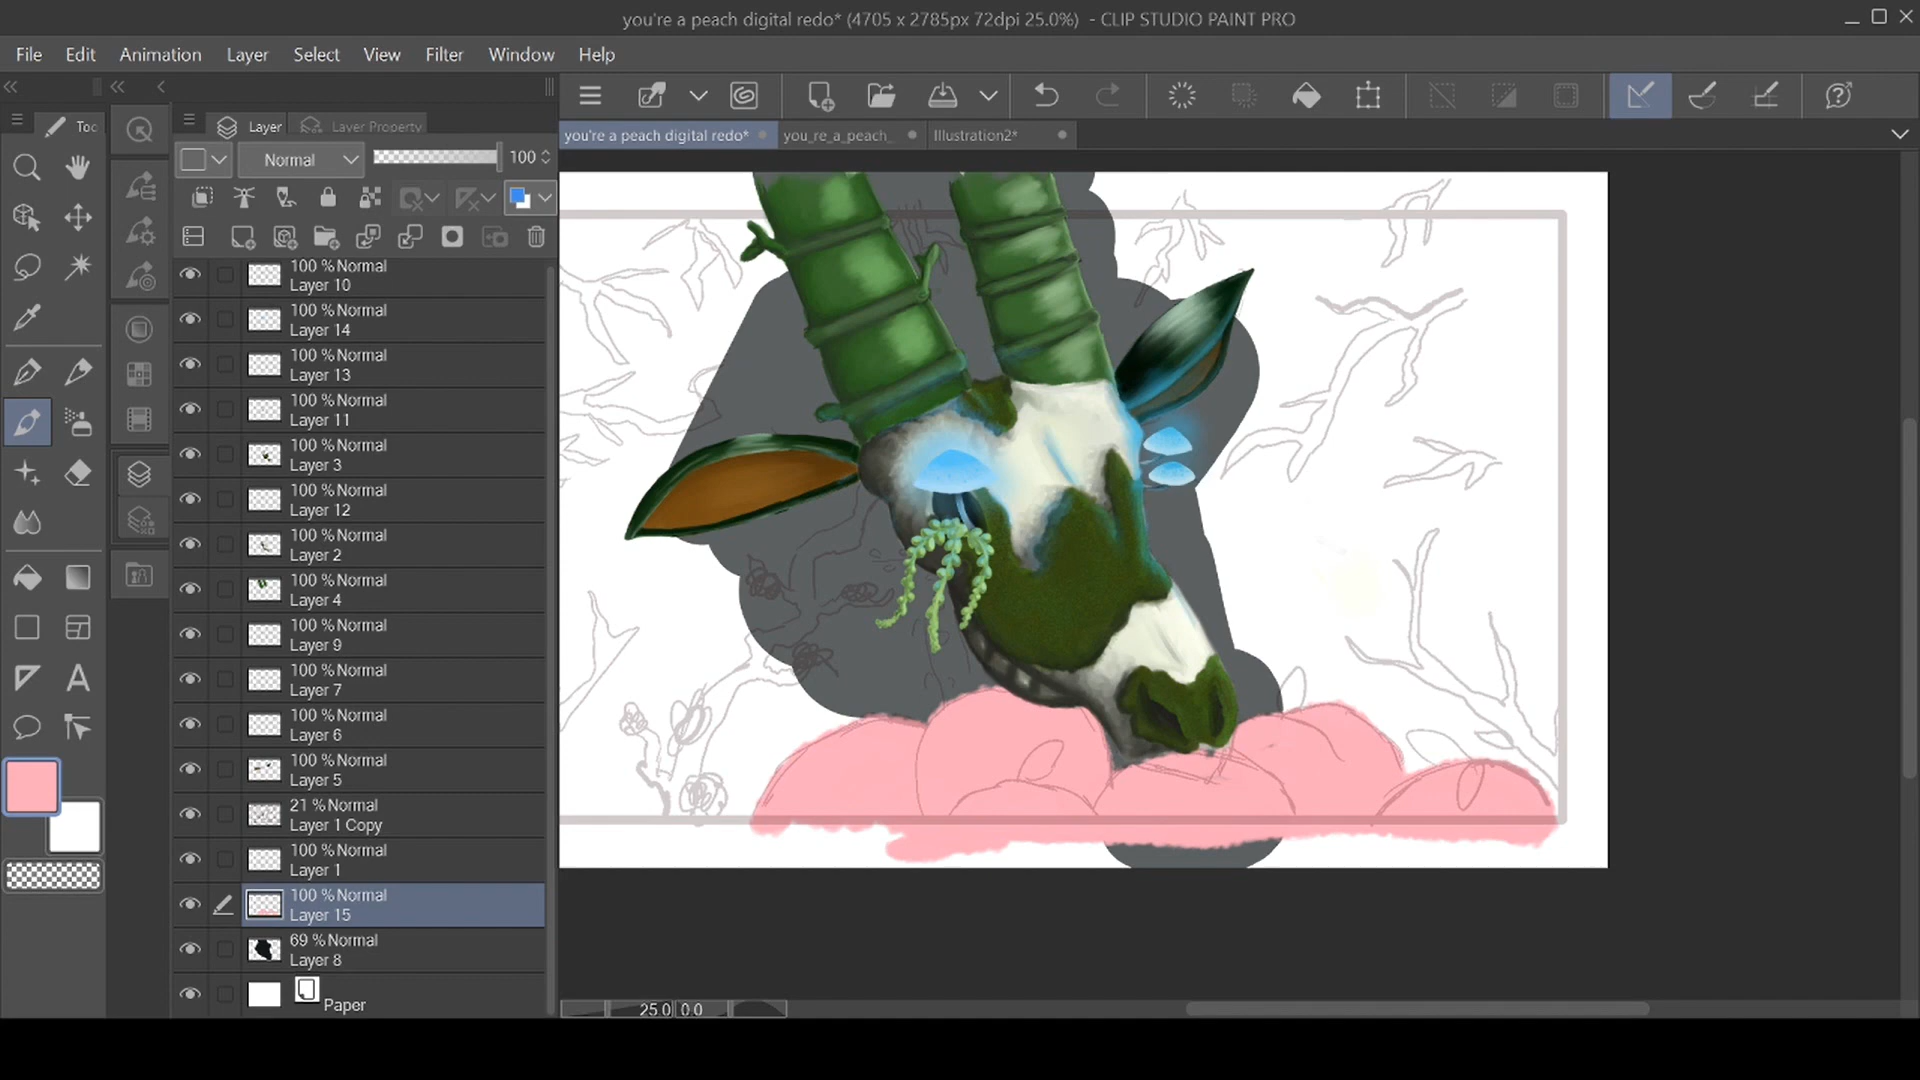 you're a peach digital redo* (4705 x 2785px 72dpi 25.0%) - CLIP STUDIO PAINT PRO
File Edit Animation Layer Select View Filter Window Help
Too Layer Layer Property
you're a peach digital redo* you_re_a_peach_ Illustration2*
Normal 100
100 %Normal
Layer 10
100 %Normal
Layer 14
100 %Normal
Layer 13
100 %Normal
Layer 11
100 %Normal
Layer 3
100 %Normal
Layer 12
100 %Normal
Layer 2
100 %Normal
Layer 4
100 %Normal
Layer 9
100 %Normal
Layer 7
100 %Normal
Layer 6
100 %Normal
Layer 5
21 %Normal
Layer 1 Copy
100 %Normal
Layer 1
100 %Normal
Layer 15
69 %Normal
Layer 8
Paper
25.0 0.0